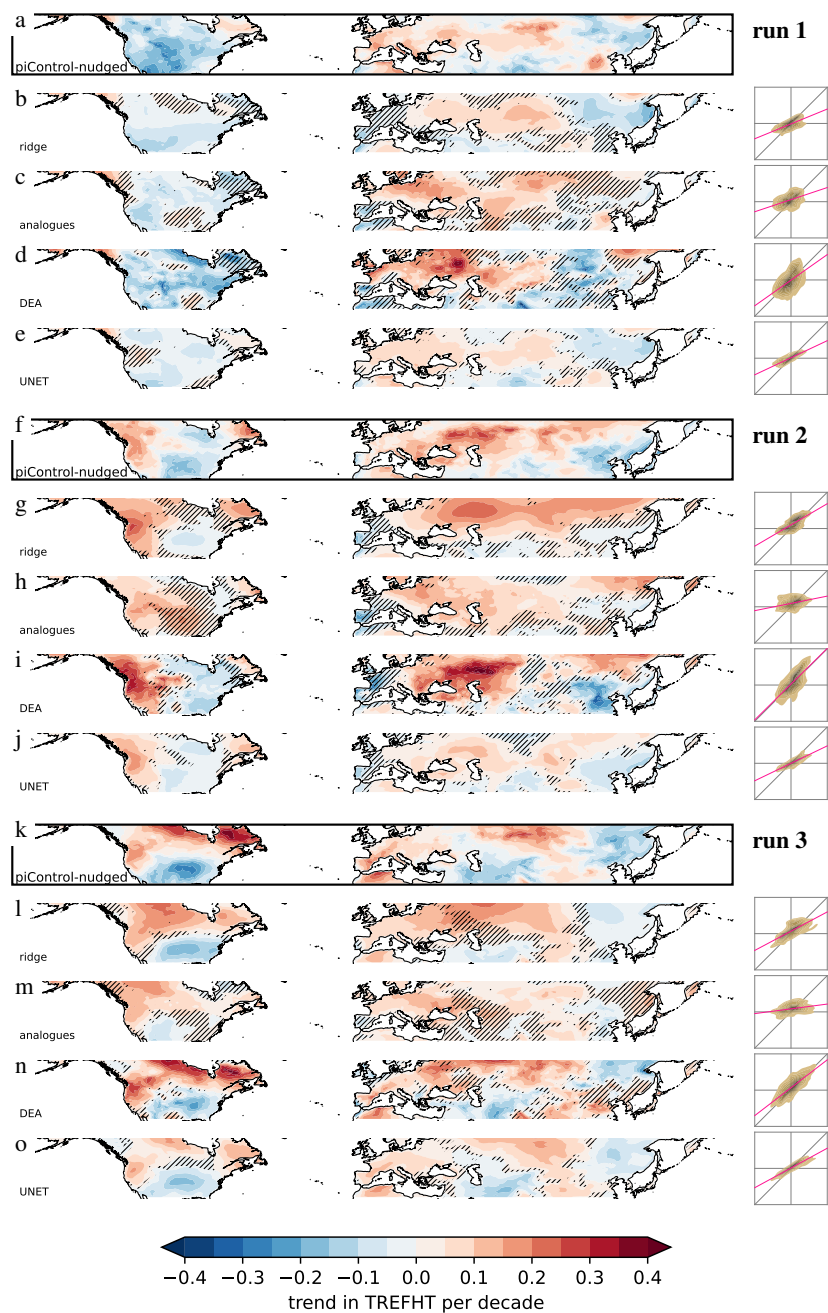 a
run 1
piControl-nudged
b
ridge
c
analogues
d
DEA
e
UNET
f
run 2
piControl-nudged
g
ridge
h
analogues
i
DEA
j
UNET
k
run 3
piControl-nudged
l
ridge
m
analogues
n
DEA
o
UNET
−0.4 −0.3 −0.2 −0.1 0.0 0.1 0.2 0.3 0.4
trend in TREFHT per decade